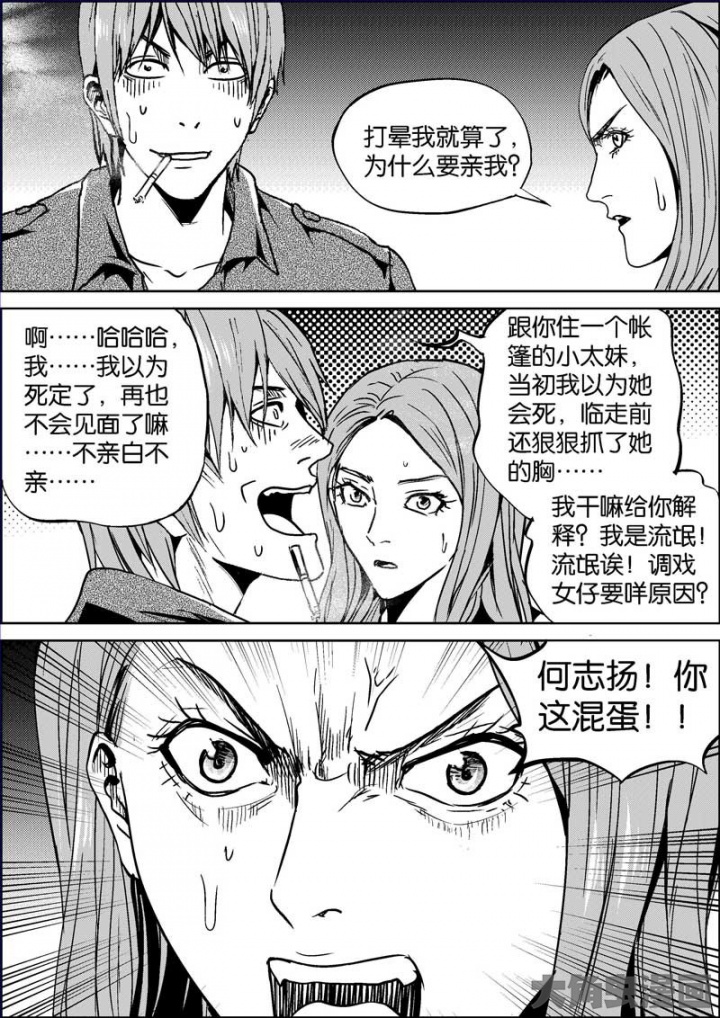 打晕我就算了，
为什么要亲我？
啊……哈哈哈，
我……我以为
死定了，再也
不会见面了嘛
……不亲白不
亲……
跟你住一个帐
篷的小太妹，
当初我以为她
会死，临走前
还狠狠抓了她
的胸……
我干嘛给你解
释？我是流氓！
流氓诶！调戏
女仔要咩原因？
何志扬！你
这混蛋！！
大角虫漫画